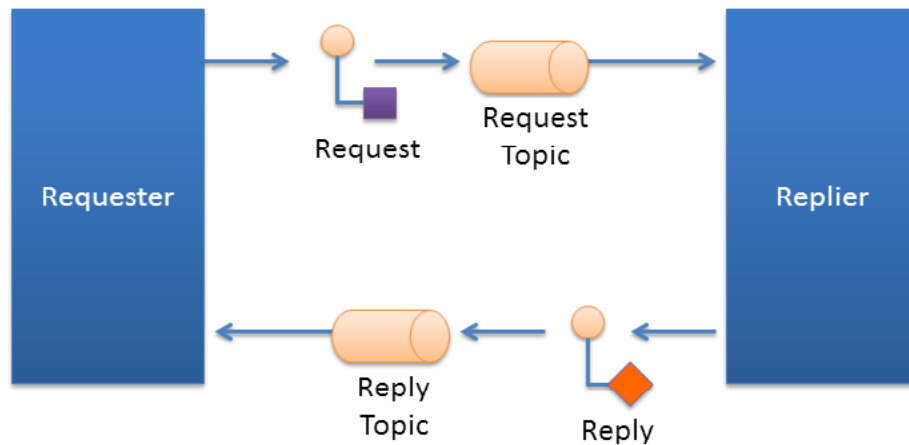 Requester
Request
Request
Topic
Replier
Reply
Topic
Reply